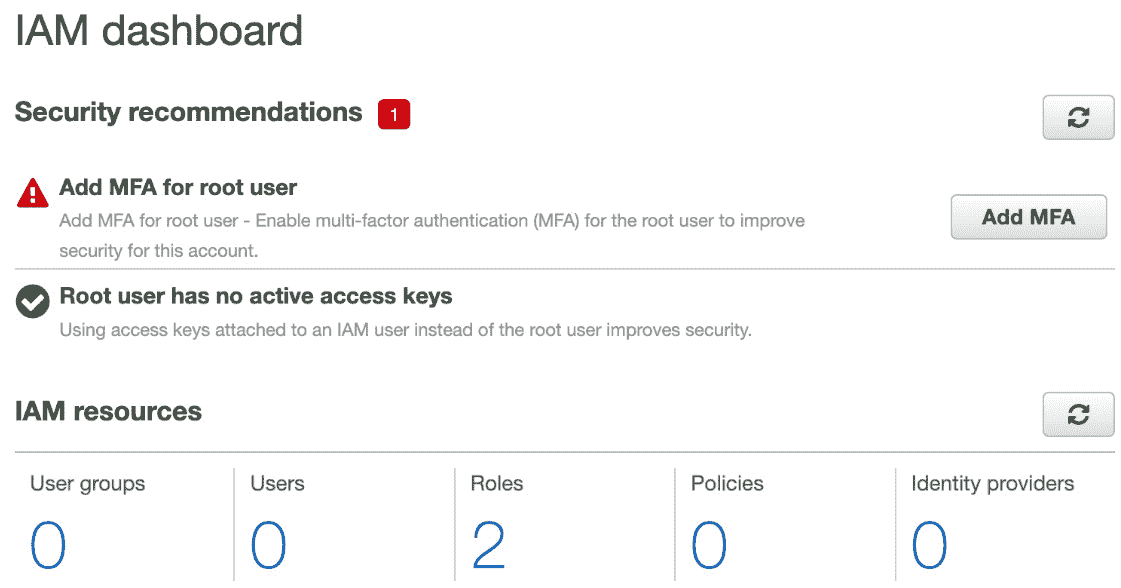 IAM dashboard
Security recommendations 1
Add MFA for root user
Add MFA for root user - Enable multi-factor authentication (MFA) for the root user to improve
security for this account.
Add MFA
Root user has no active access keys
Using access keys attached to an IAM user instead of the root user improves security.
IAM resources
User groups Users Roles Policies Identity providers
0 0 2 0 0